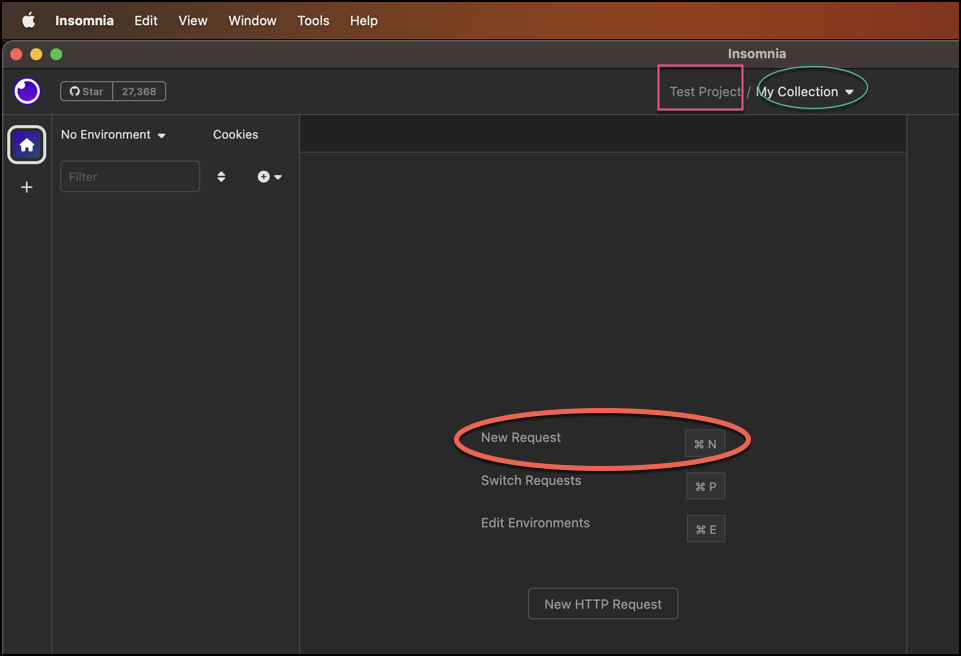 Insomnia Edit View Window Tools Help
Insomnia
Star 27,368 Test Project / My Collection
No Environment Cookies
Filter
New Request ⌘ N
Switch Requests ⌘ P
Edit Environments ⌘ E
New HTTP Request